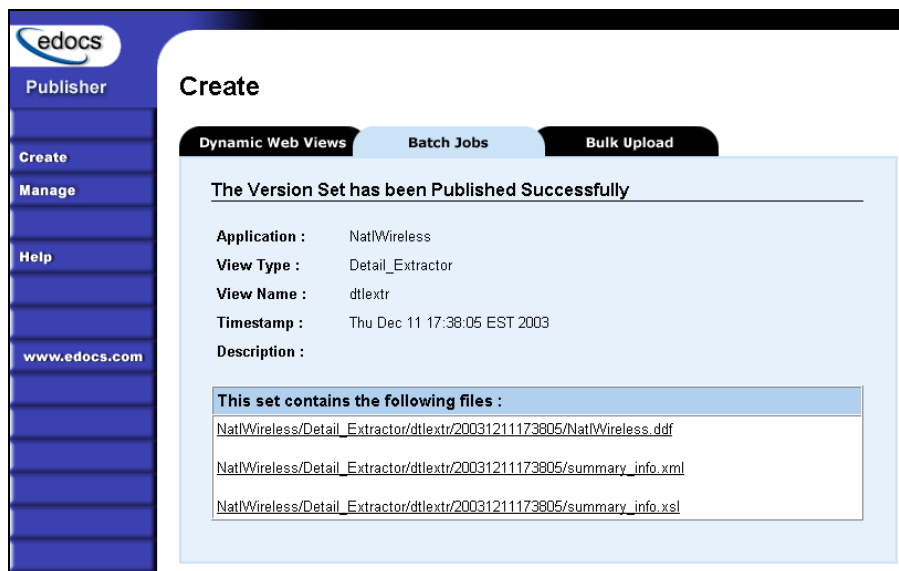 edocs
Publisher
Create
Manage
Help
www.edocs.com
Create
Dynamic Web Views
Batch Jobs
Bulk Upload
The Version Set has been Published Successfully
Application : NatlWireless
View Type : Detail_Extractor
View Name : dtlextr
Timestamp : Thu Dec 11 17:38:05 EST 2003
Description :
This set contains the following files :
NatlWireless/Detail_Extractor/dtlextr/20031211173805/NatlWireless.ddf
NatlWireless/Detail_Extractor/dtlextr/20031211173805/summary_info.xml
NatlWireless/Detail_Extractor/dtlextr/20031211173805/summary_info.xsl